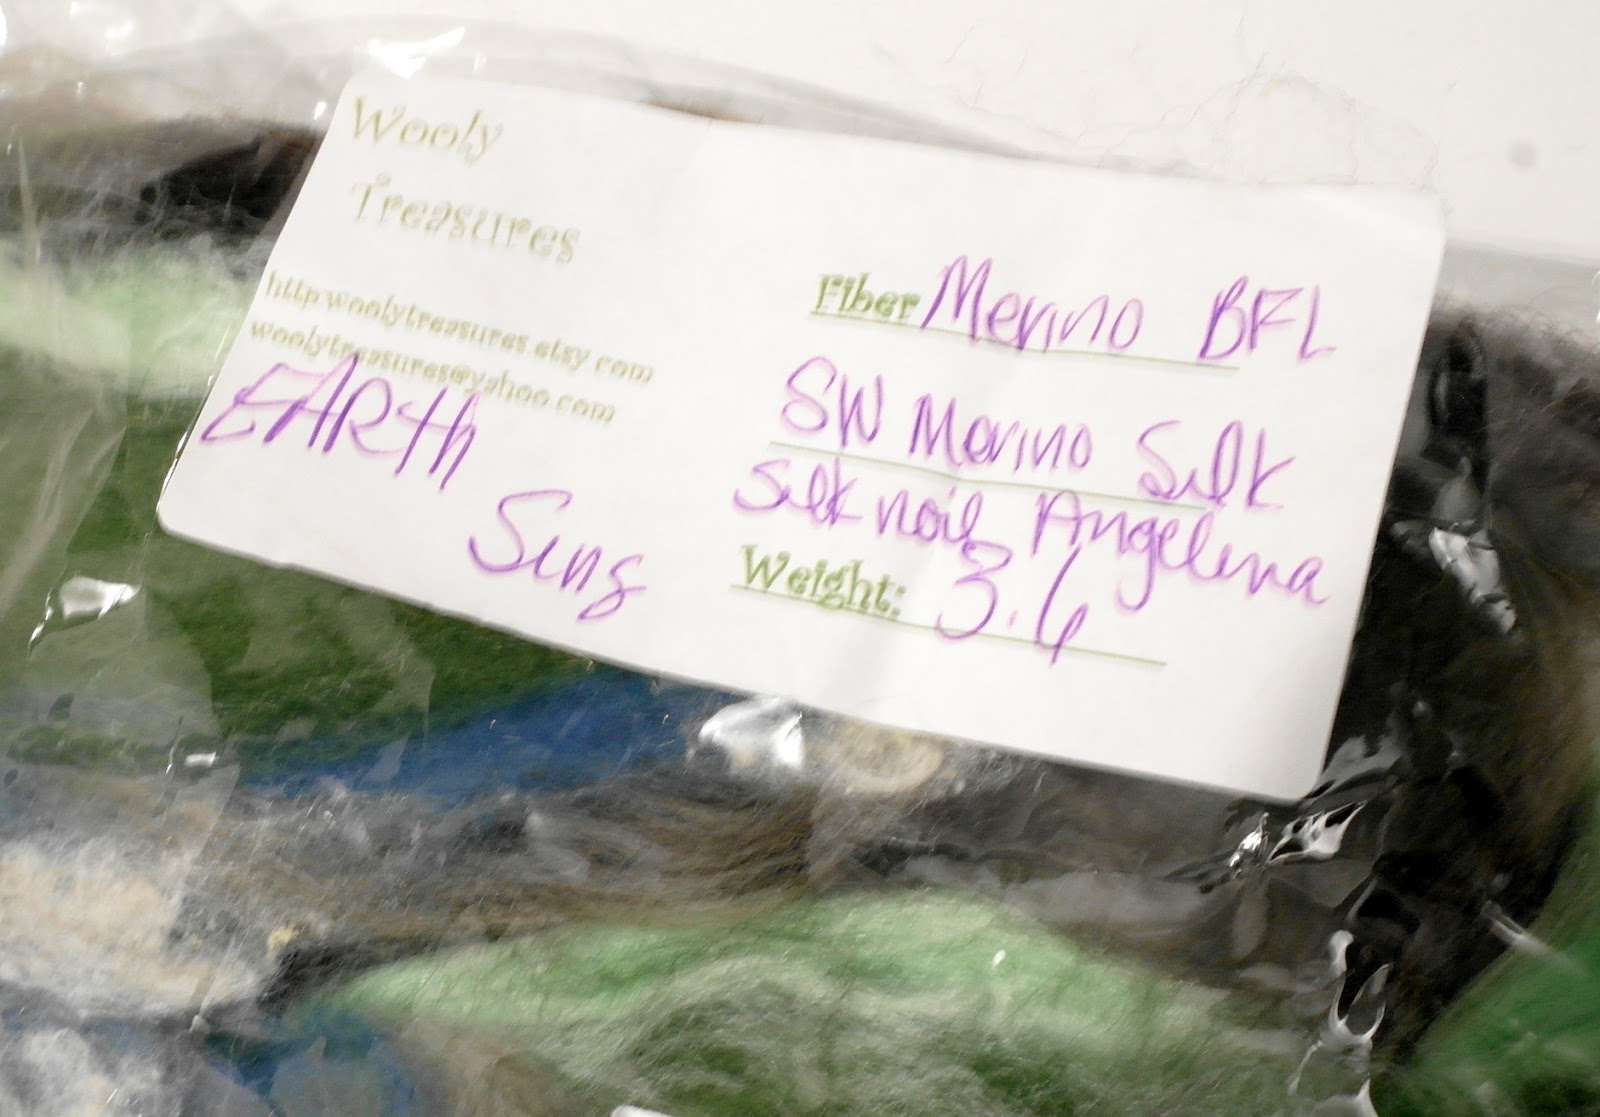 Wooly
Treasures
http:woolytreasures.etsy.com
woolytreasures@yahoo.com
EARth
Sing
Fiber Merino BFL
SW Merino Silk
Silk noil Angelina
Weight: 3.6